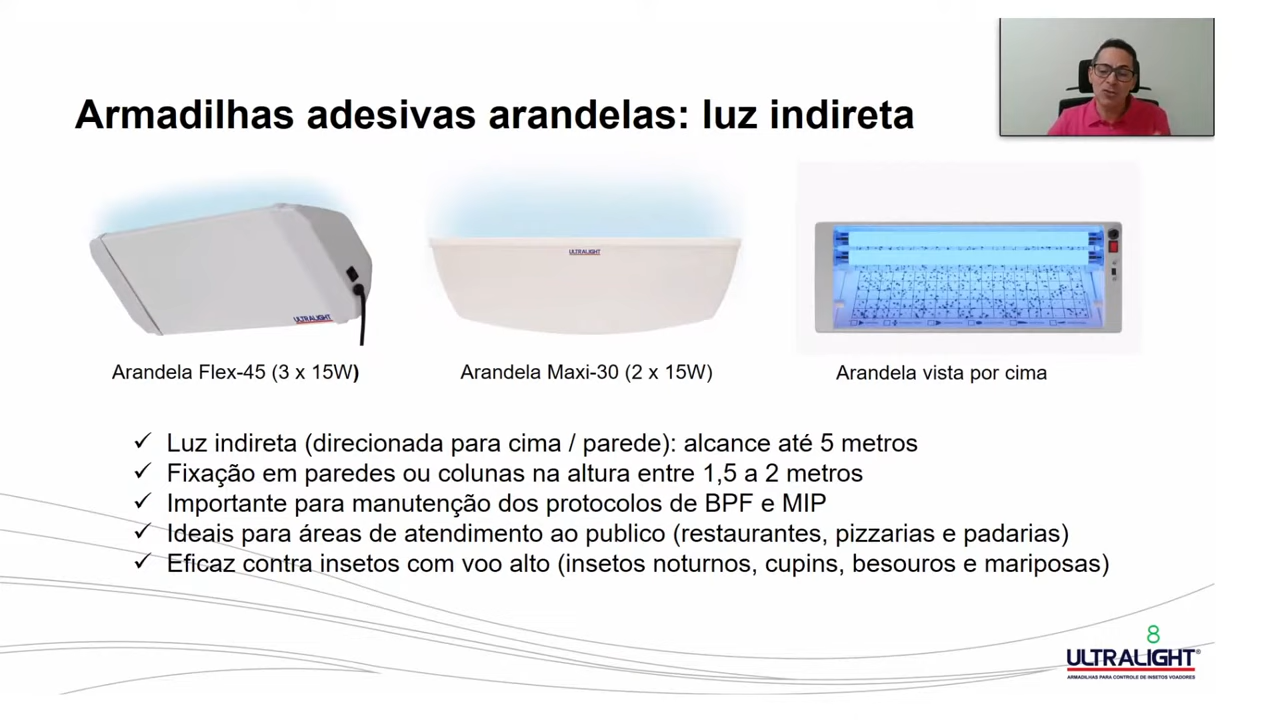 Armadilhas adesivas arandelas: luz indireta
ULTRALIGHT
ULTRALIGHT
Arandela Flex-45 (3 x 15W)
Arandela Maxi-30 (2 x 15W)
Arandela vista por cima
✓ Luz indireta (direcionada para cima / parede): alcance até 5 metros
✓ Fixação em paredes ou colunas na altura entre 1,5 a 2 metros
✓ Importante para manutenção dos protocolos de BPF e MIP
✓ Ideais para áreas de atendimento ao publico (restaurantes, pizzarias e padarias)
✓ Eficaz contra insetos com voo alto (insetos noturnos, cupins, besouros e mariposas)
8
ULTRALIGHT®
ARMADILHAS PARA CONTROLE DE INSETOS VOADORES